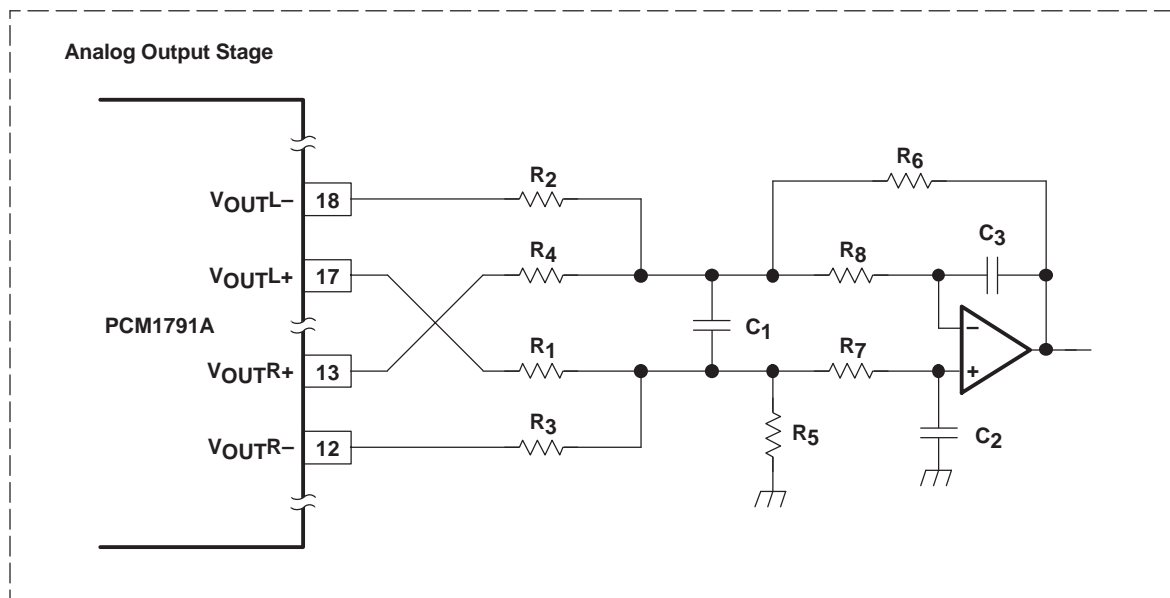 Analog Output Stage
VOUTL–
18
R2
VOUTL+
17
R4
PCM1791A
VOUTR+
13
R1
VOUTR–
12
R3
C1
R6
R8
C3
R7
R5
C2
–
+